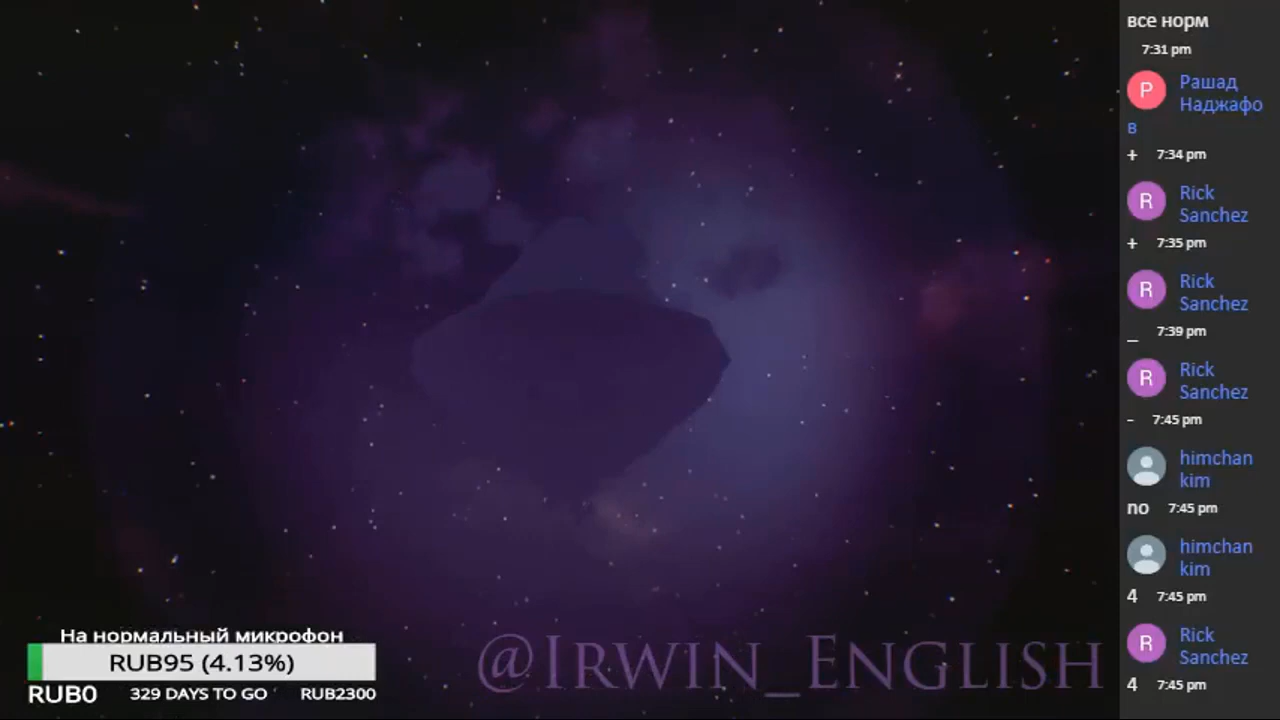 все норм
7:31 pm
P
Рашад
Наджафо
в
+ 7:34 pm
R
Rick
Sanchez
+ 7:35 pm
R
Rick
Sanchez
_ 7:39 pm
R
Rick
Sanchez
- 7:45 pm
himchan
kim
no 7:45 pm
himchan
kim
4 7:45 pm
R
Rick
Sanchez
4 7:45 pm
На нормальный микрофон
RUB95 (4.13%)
RUB0 329 DAYS TO GO RUB2300
@Irwin_English